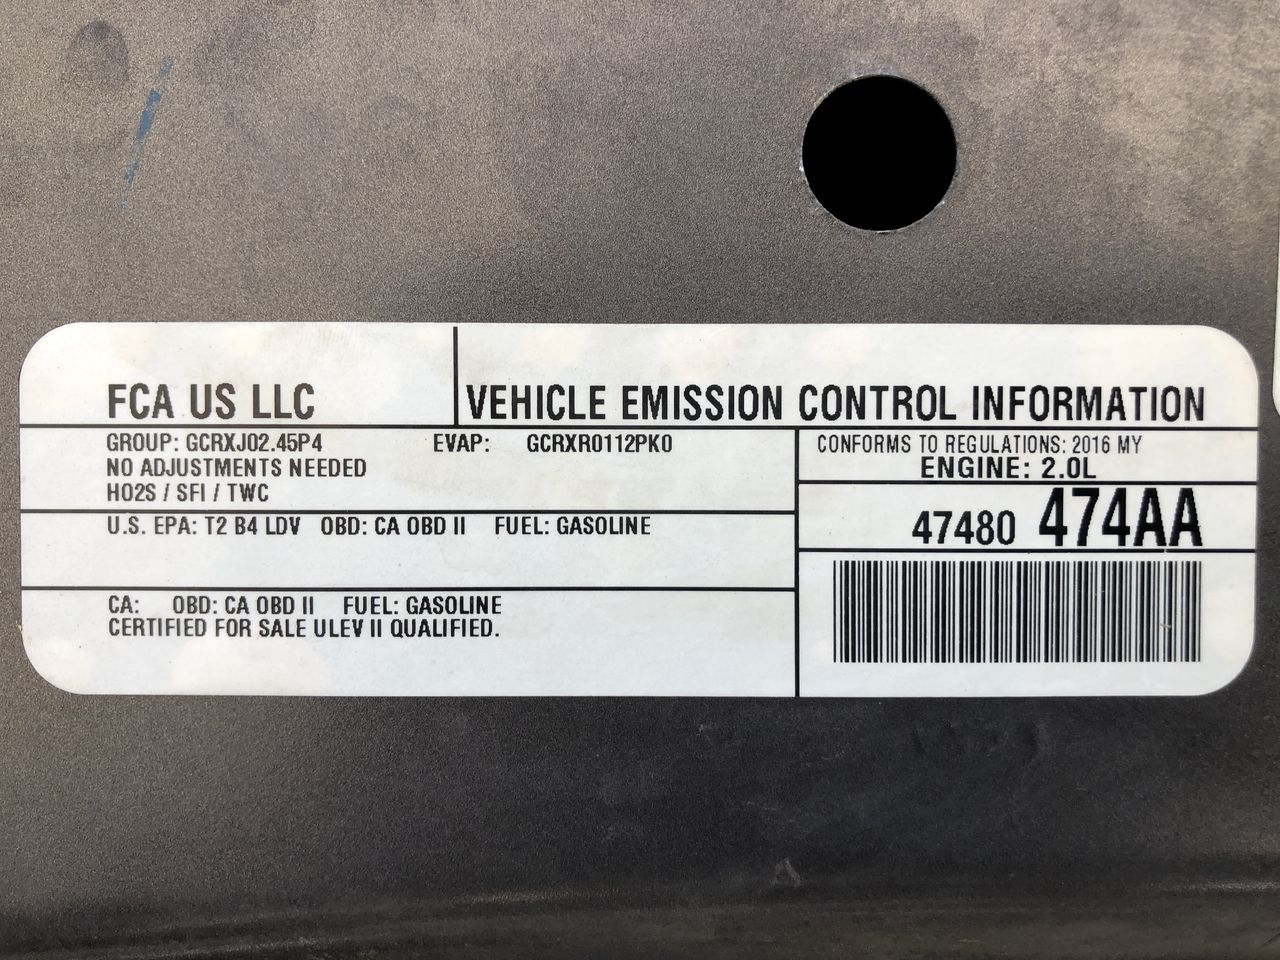 FCA US LLC
VEHICLE EMISSION CONTROL INFORMATION
GROUP: GCRXJ02.45P4 EVAP: GCRXR0112PK0
NO ADJUSTMENTS NEEDED
HO2S / SFI / TWC
U.S. EPA: T2 B4 LDV OBD: CA OBD II FUEL: GASOLINE
CA: OBD: CA OBD II FUEL: GASOLINE
CERTIFIED FOR SALE ULEV II QUALIFIED.
CONFORMS TO REGULATIONS: 2016 MY
ENGINE: 2.0L
47480 474AA